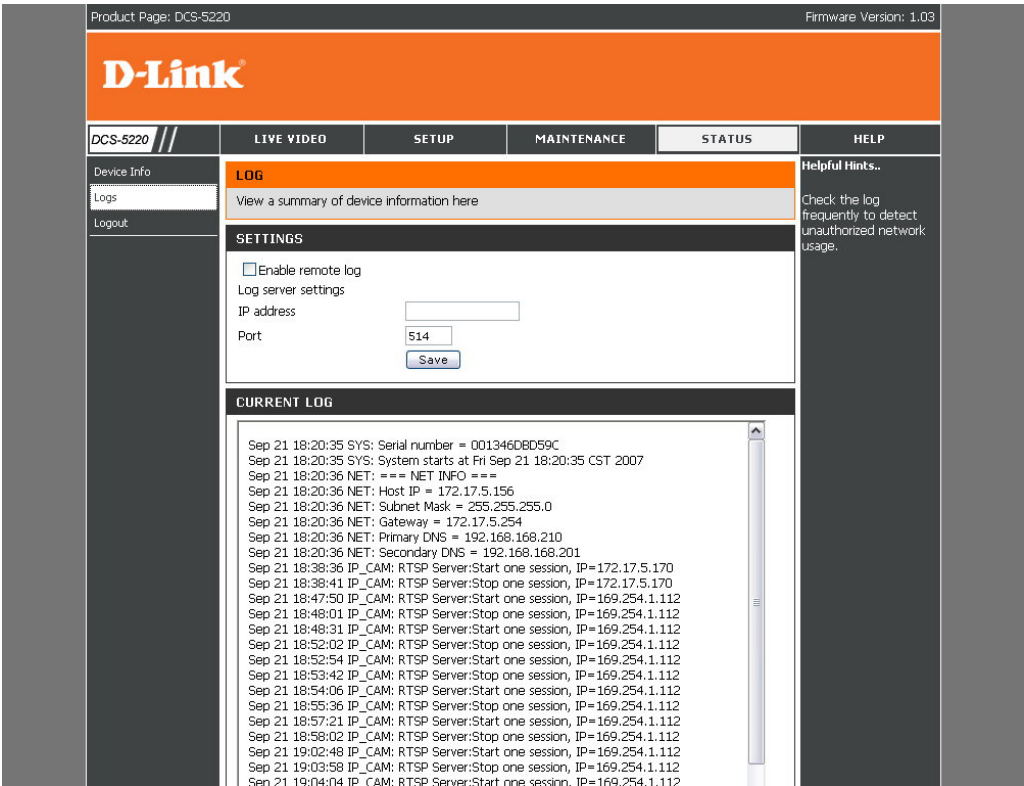 Product Page: DCS-5220
Firmware Version: 1.03
D-Link
DCS-5220
LIVE VIDEO
SETUP
MAINTENANCE
STATUS
HELP
Device Info
Logs
Logout
LOG
View a summary of device information here
SETTINGS
Enable remote log
Log server settings
IP address
Port
514
Save
CURRENT LOG
Sep 21 18:20:35 SYS: Serial number = 001346DBD59C
Sep 21 18:20:35 SYS: System starts at Fri Sep 21 18:20:35 CST 2007
Sep 21 18:20:36 NET: === NET INFO ===
Sep 21 18:20:36 NET: Host IP = 172.17.5.156
Sep 21 18:20:36 NET: Subnet Mask = 255.255.255.0
Sep 21 18:20:36 NET: Gateway = 172.17.5.254
Sep 21 18:20:36 NET: Primary DNS = 192.168.168.210
Sep 21 18:20:36 NET: Secondary DNS = 192.168.168.201
Sep 21 18:38:36 IP_CAM: RTSP Server:Start one session, IP=172.17.5.170
Sep 21 18:38:41 IP_CAM: RTSP Server:Stop one session, IP=172.17.5.170
Sep 21 18:47:50 IP_CAM: RTSP Server:Start one session, IP=169.254.1.112
Sep 21 18:48:01 IP_CAM: RTSP Server:Stop one session, IP=169.254.1.112
Sep 21 18:48:31 IP_CAM: RTSP Server:Start one session, IP=169.254.1.112
Sep 21 18:52:02 IP_CAM: RTSP Server:Stop one session, IP=169.254.1.112
Sep 21 18:52:54 IP_CAM: RTSP Server:Start one session, IP=169.254.1.112
Sep 21 18:53:42 IP_CAM: RTSP Server:Stop one session, IP=169.254.1.112
Sep 21 18:54:06 IP_CAM: RTSP Server:Start one session, IP=169.254.1.112
Sep 21 18:55:36 IP_CAM: RTSP Server:Stop one session, IP=169.254.1.112
Sep 21 18:57:21 IP_CAM: RTSP Server:Start one session, IP=169.254.1.112
Sep 21 18:58:02 IP_CAM: RTSP Server:Stop one session, IP=169.254.1.112
Sep 21 19:02:48 IP_CAM: RTSP Server:Start one session, IP=169.254.1.112
Sep 21 19:03:58 IP_CAM: RTSP Server:Stop one session, IP=169.254.1.112
Sep 21 19:04:04 IP_CAM: RTSP Server:Start one session, IP=169.254.1.112
Helpful Hints..
Check the log
frequently to detect
unauthorized network
usage.